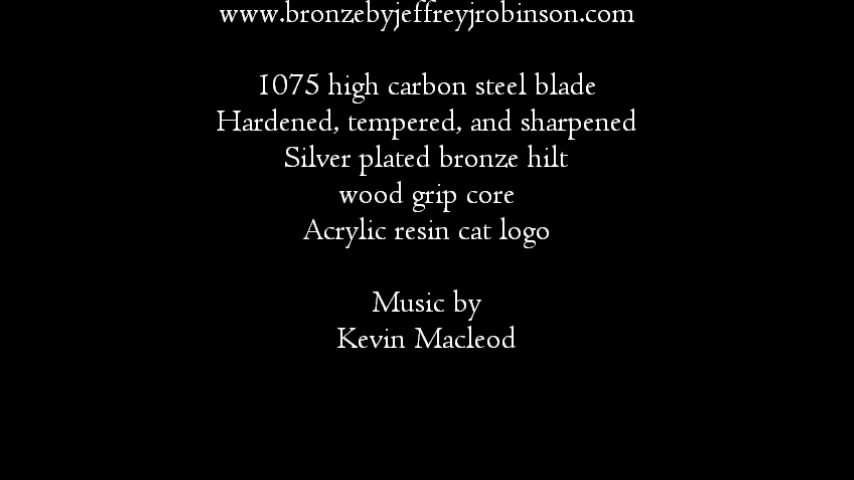 www.bronzebyjeffreyjrobinson.com
1075 high carbon steel blade
Hardened, tempered, and sharpened
Silver plated bronze hilt
wood grip core
Acrylic resin cat logo
Music by
Kevin Macleod